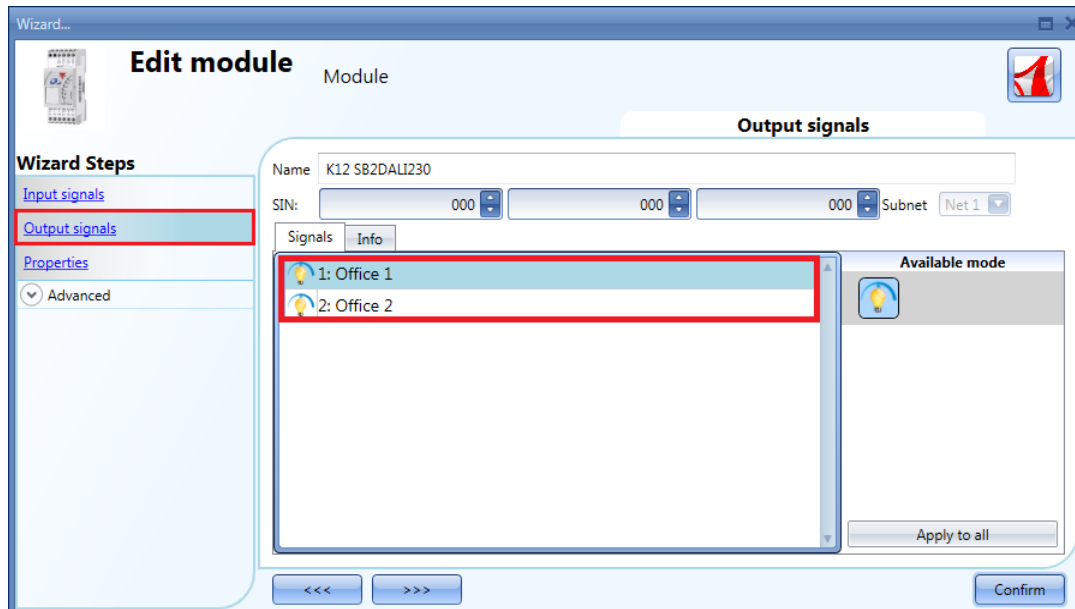 Wizard...
Edit module
Module
Output signals
Wizard Steps
Input signals
Output signals
Properties
Advanced
Name K12 SB2DALI230
SIN: 000 000 000 Subnet Net 1
Signals Info
1: Office 1
2: Office 2
Available mode
Apply to all
<<< >>>
Confirm